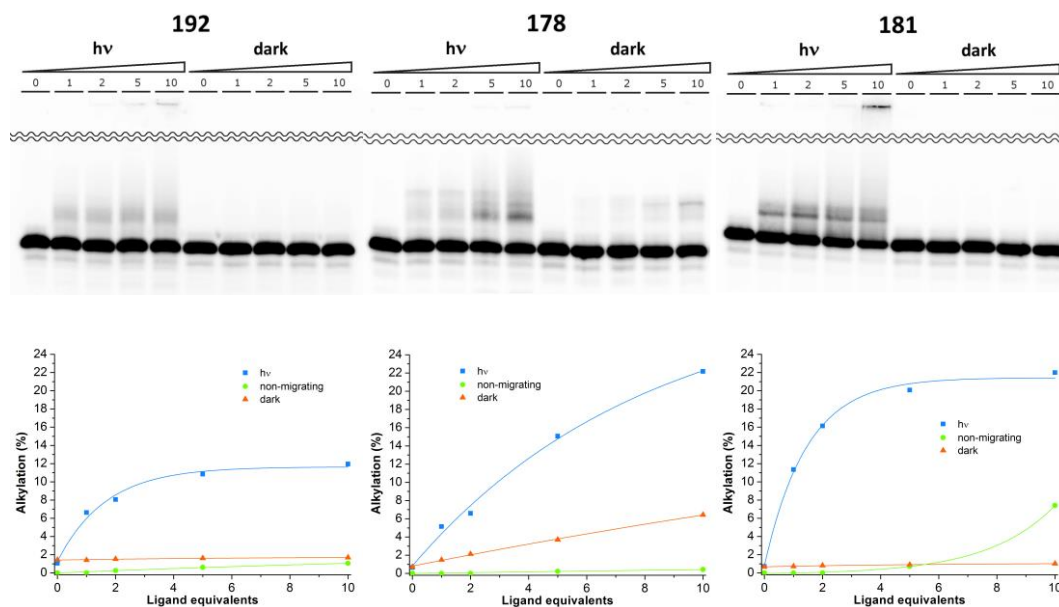 192 178 181
hν dark hν dark hν dark
0 1 2 5 10 0 1 2 5 10 0 1 2 5 10 0 1 2 5 10 0 1 2 5 10 0 1 2 5 10
24
22
20
18
16
14
12
10
8
6
4
2
0
Alkylation (%)
hν
non-migrating
dark
0 2 4 6 8 10
Ligand equivalents
24
22
20
18
16
14
12
10
8
6
4
2
0
Alkylation (%)
hν
non-migrating
dark
0 2 4 6 8 10
Ligand equivalents
24
22
20
18
16
14
12
10
8
6
4
2
0
Alkylation (%)
hν
non-migrating
dark
0 2 4 6 8 10
Ligand equivalents